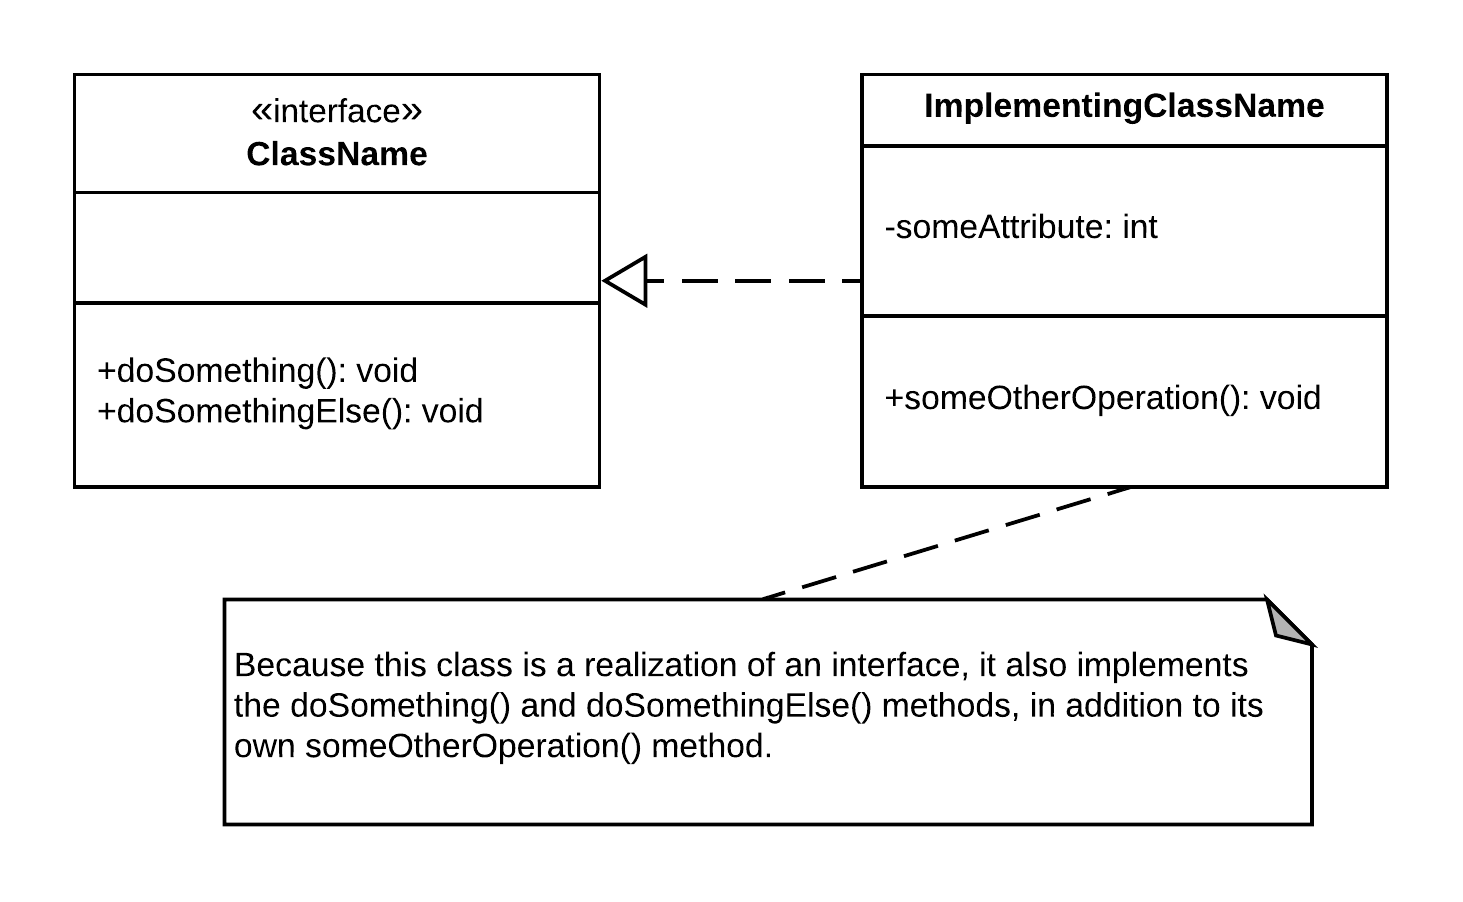 «interface»
ClassName
+doSomething(): void
+doSomethingElse(): void
ImplementingClassName
-someAttribute: int
+someOtherOperation(): void
Because this class is a realization of an interface, it also implements
the doSomething() and doSomethingElse() methods, in addition to its
own someOtherOperation() method.